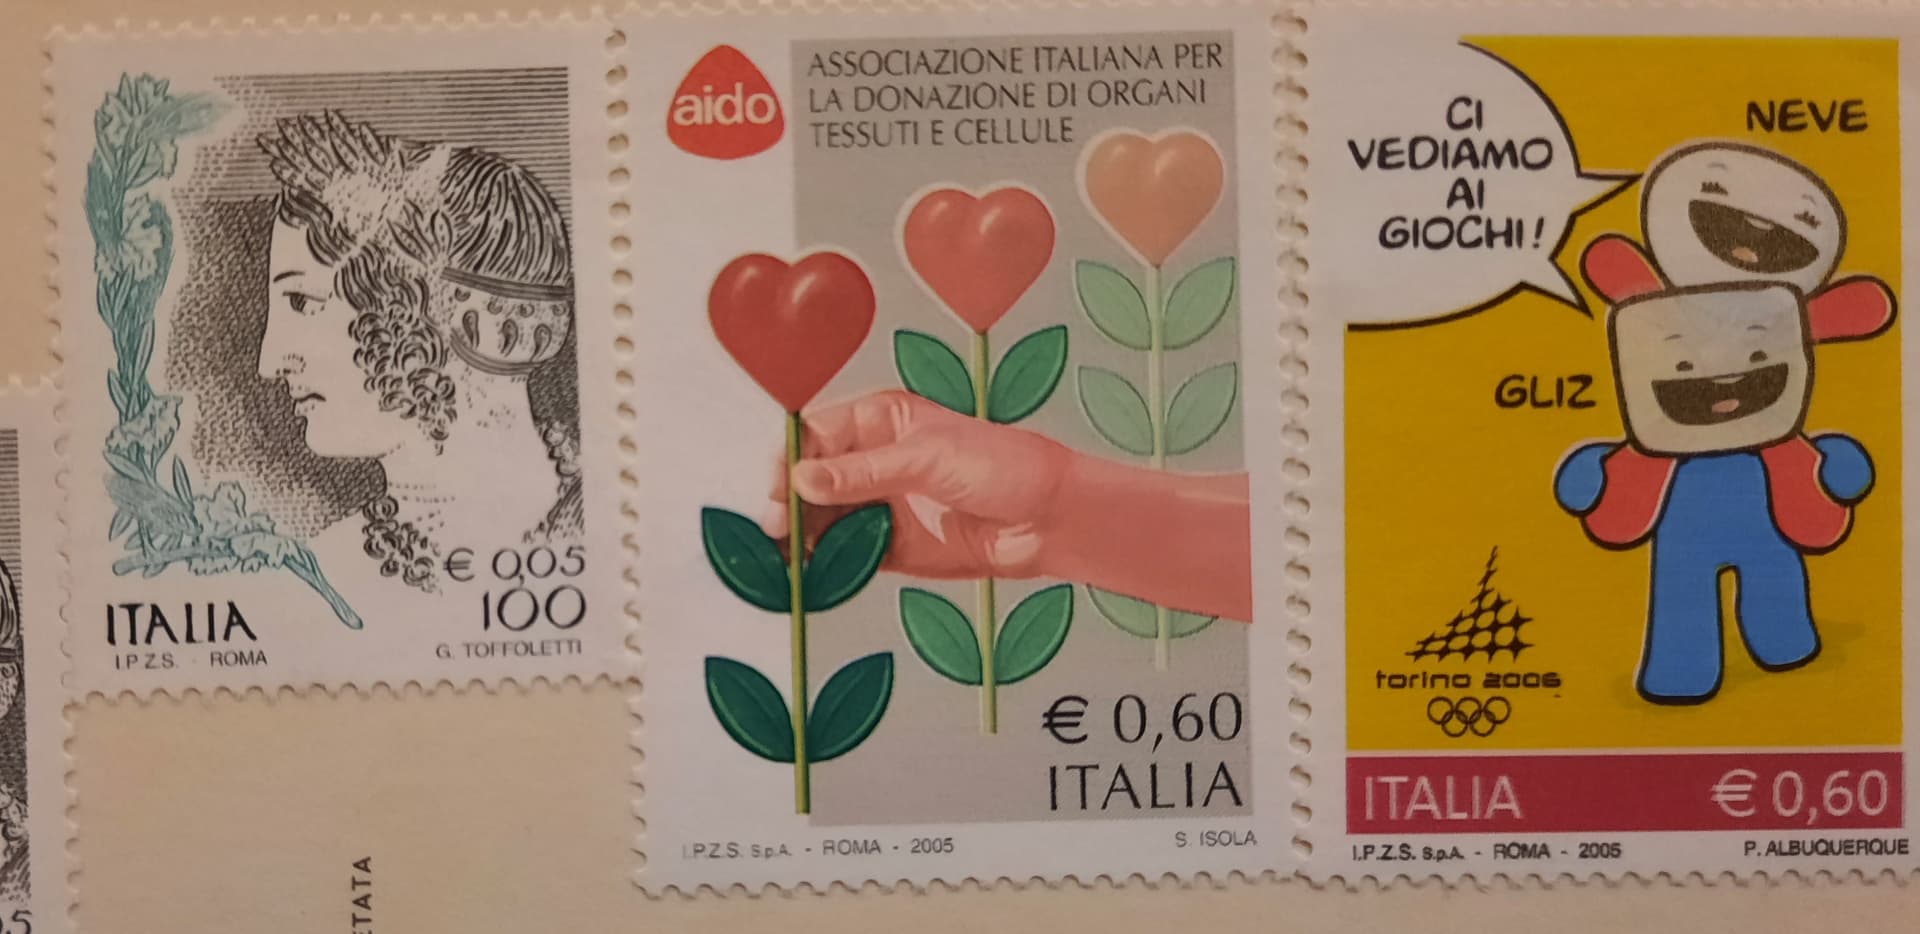 € 0,05
100
ITALIA
I.P.Z.S. - ROMA
G. TOFFOLETTI
aido
ASSOCIAZIONE ITALIANA PER
LA DONAZIONE DI ORGANI
TESSUTI E CELLULE
€ 0,60
ITALIA
I.P.Z.S. S.p.A. - ROMA - 2005
S. ISOLA
CI
VEDIAMO
AI
GIOCHI!
NEVE
GLIZ
torino 2006
ITALIA € 0,60
I.P.Z.S. S.p.A. - ROMA - 2005
P. ALBUQUERQUE